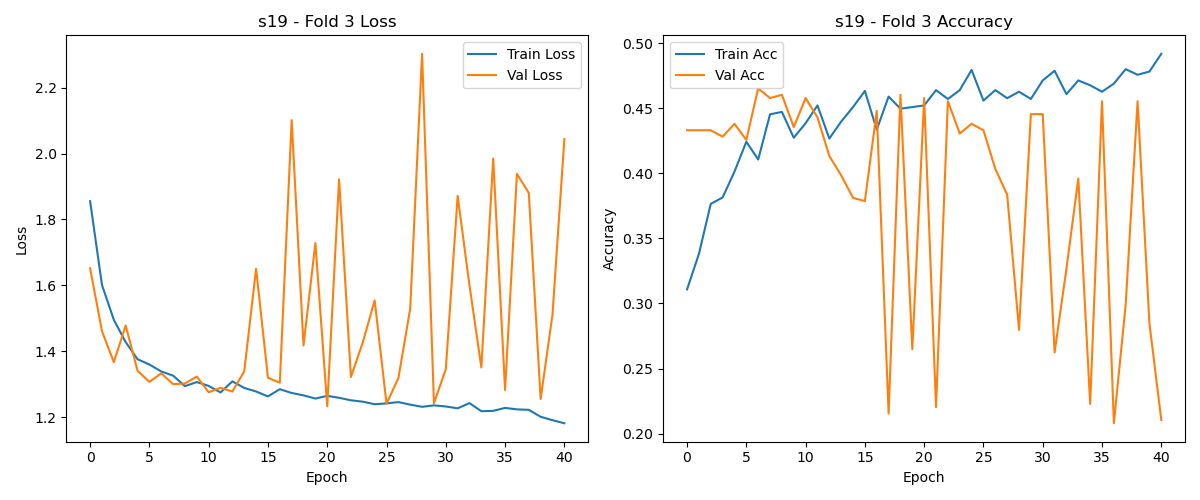 s19 - Fold 3 Loss
Train Loss
Val Loss
Loss
2.2
2.0
1.8
1.6
1.4
1.2
0 5 10 15 20 25 30 35 40
Epoch
s19 - Fold 3 Accuracy
Train Acc
Val Acc
Accuracy
0.50
0.45
0.40
0.35
0.30
0.25
0.20
0 5 10 15 20 25 30 35 40
Epoch